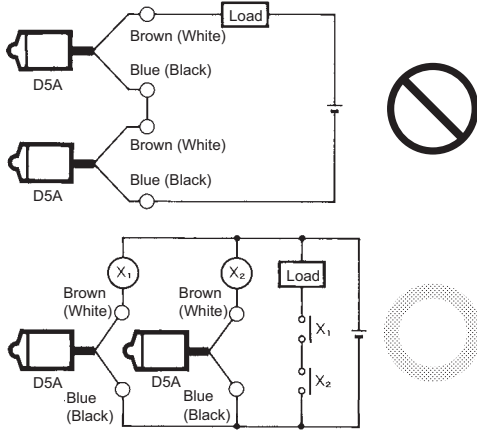 Load
Brown (White)
Blue (Black)
D5A
Brown (White)
Blue (Black)
D5A
X₁
X₂
Load
Brown
(White)
Brown
(White)
X₁
D5A
D5A
X₂
Blue
(Black)
Blue
(Black)